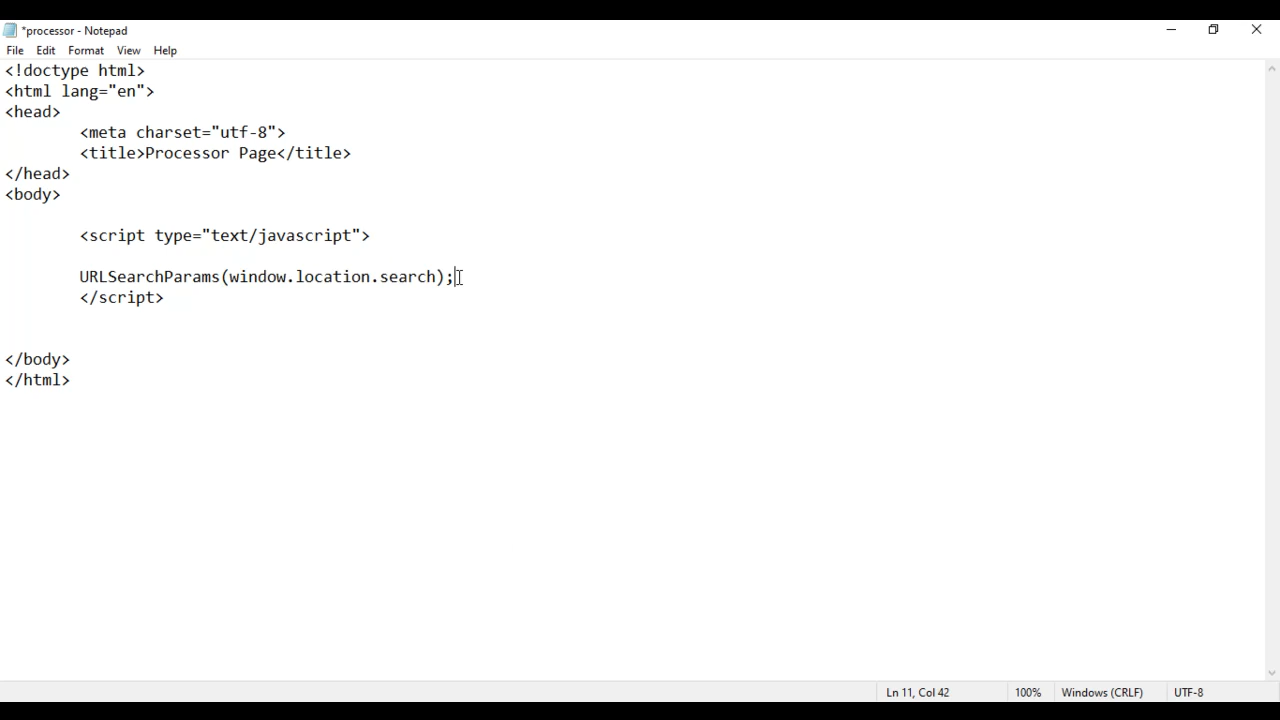 *processor - Notepad
File Edit Format View Help
<!doctype html>
<html lang="en">
<head>
<meta charset="utf-8">
<title>Processor Page</title>
</head>
<body>
<script type="text/javascript">
URLSearchParams(window.location.search);
</script>
</body>
</html>
Ln 11, Col 42 100% Windows (CRLF) UTF-8